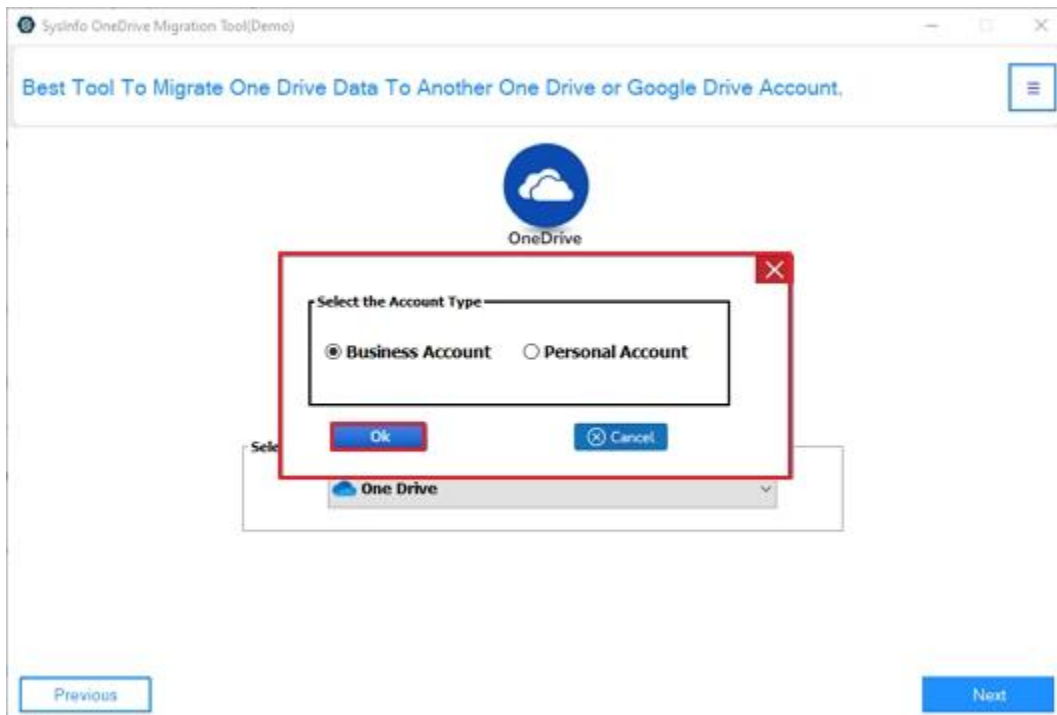 SysInfo OneDrive Migration Tool(Demo)
Best Tool To Migrate One Drive Data To Another One Drive or Google Drive Account.
OneDrive
Select the Account Type
Business Account Personal Account
Ok Cancel
Sele
One Drive
Previous Next